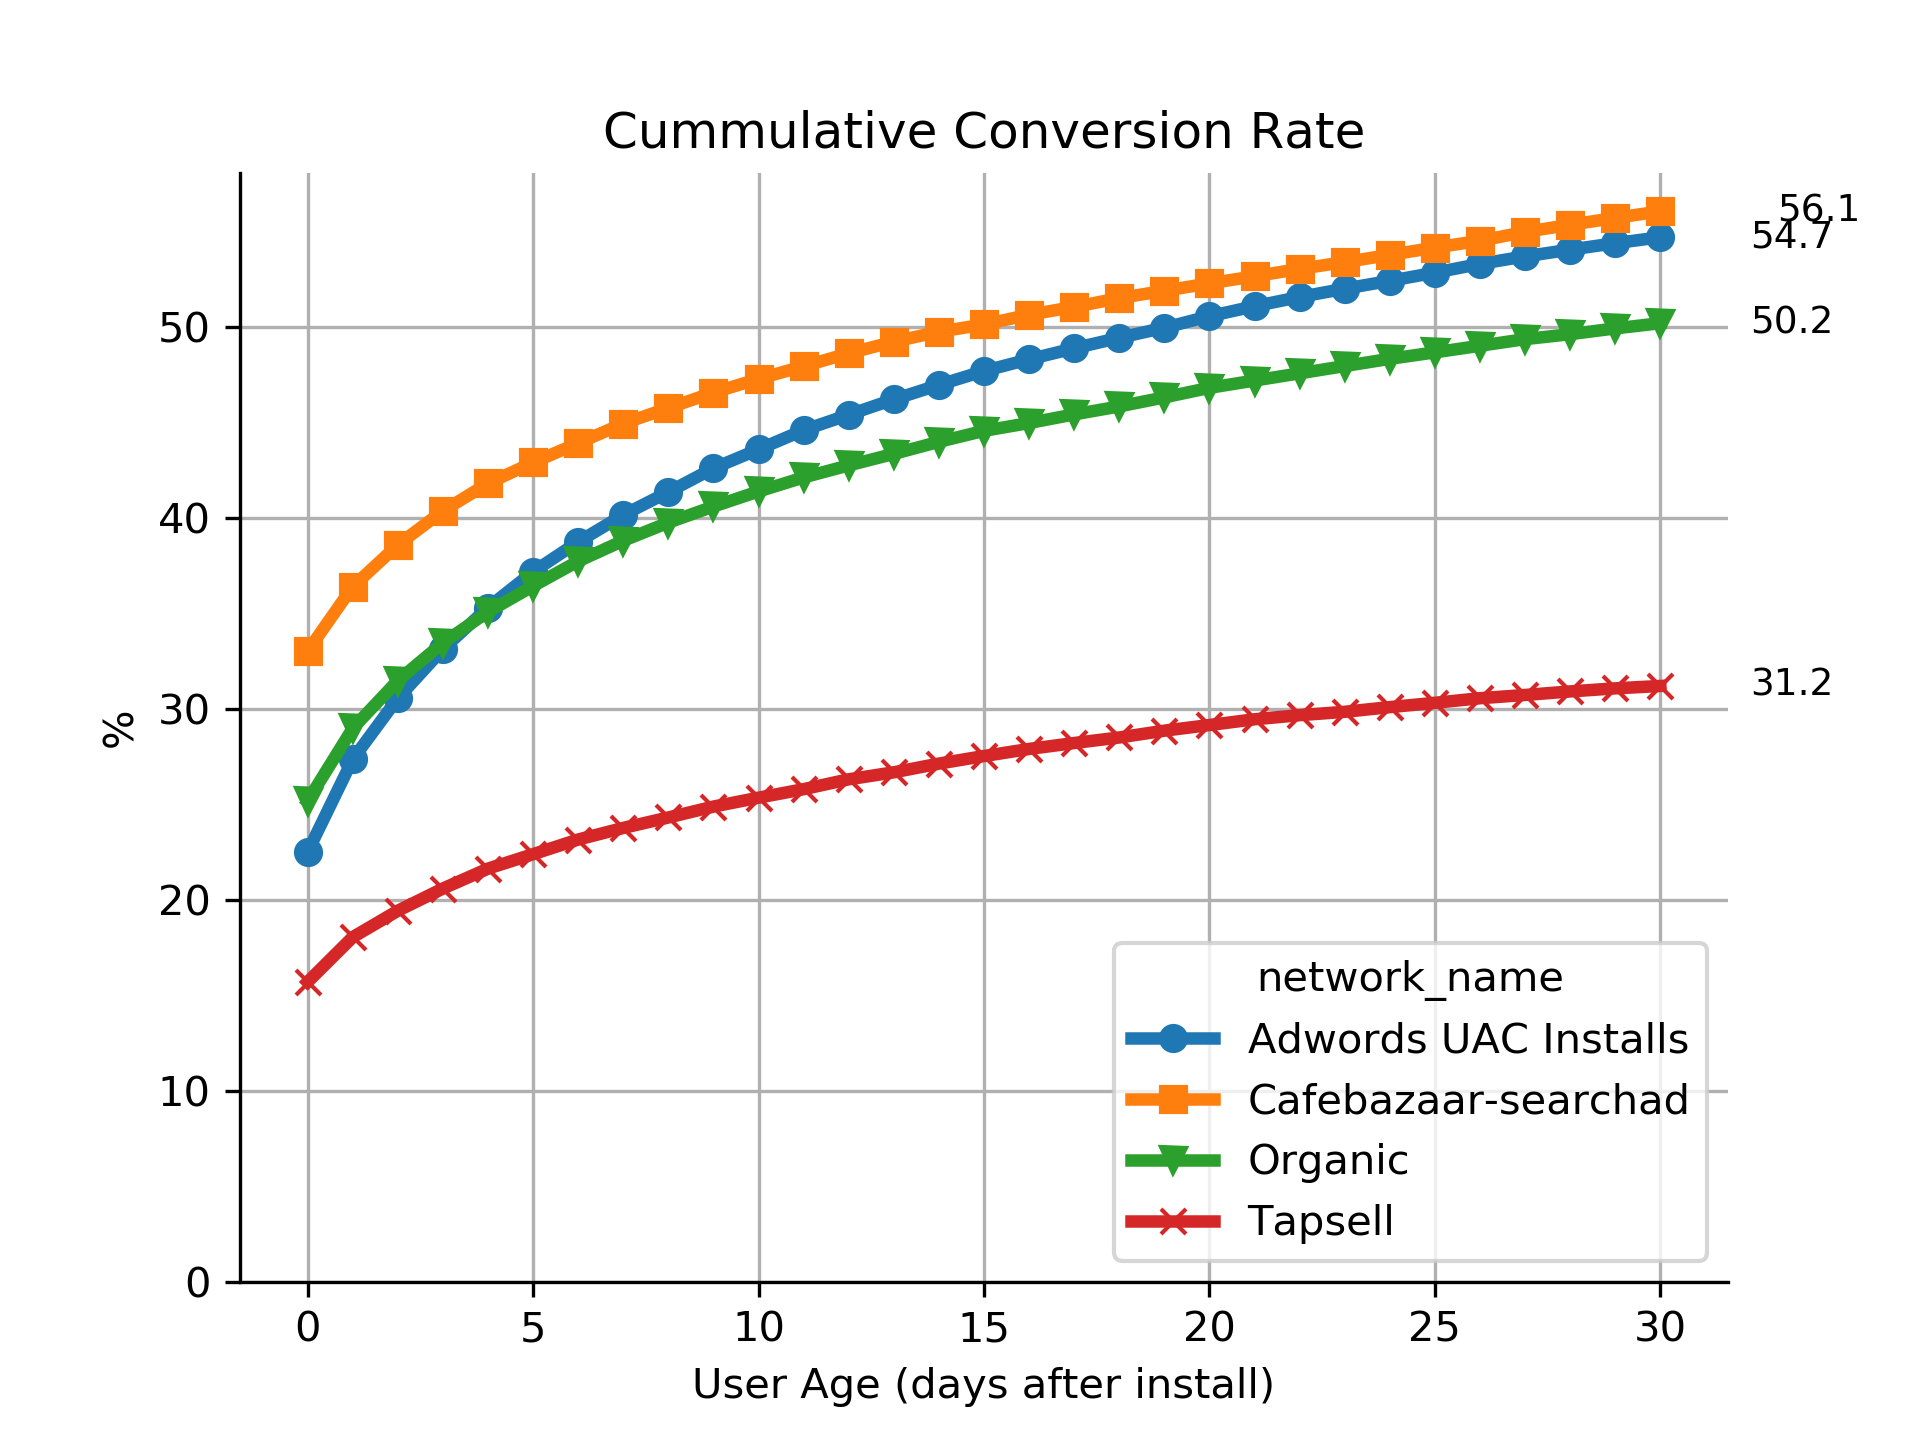 Cummulative Conversion Rate
56.1
54.7
50.2
31.2
50
40
30
20
10
0
%
0 5 10 15 20 25 30
User Age (days after install)
network_name
Adwords UAC Installs
Cafebazaar-searchad
Organic
Tapsell